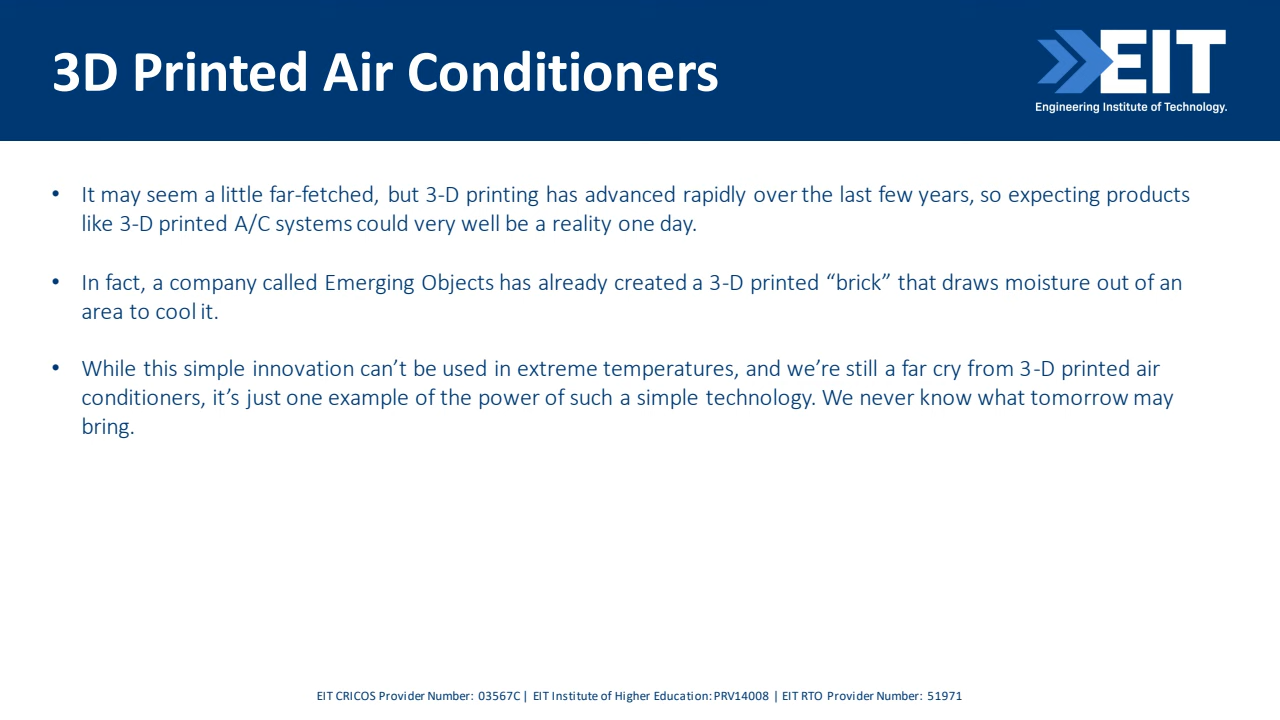 3D Printed Air Conditioners
EIT
Engineering Institute of Technology.
• It may seem a little far-fetched, but 3-D printing has advanced rapidly over the last few years, so expecting products
like 3-D printed A/C systems could very well be a reality one day.
• In fact, a company called Emerging Objects has already created a 3-D printed “brick” that draws moisture out of an
area to cool it.
• While this simple innovation can’t be used in extreme temperatures, and we’re still a far cry from 3-D printed air
conditioners, it’s just one example of the power of such a simple technology. We never know what tomorrow may
bring.
EIT CRICOS Provider Number: 03567C | EIT Institute of Higher Education: PRV14008 | EIT RTO Provider Number: 51971